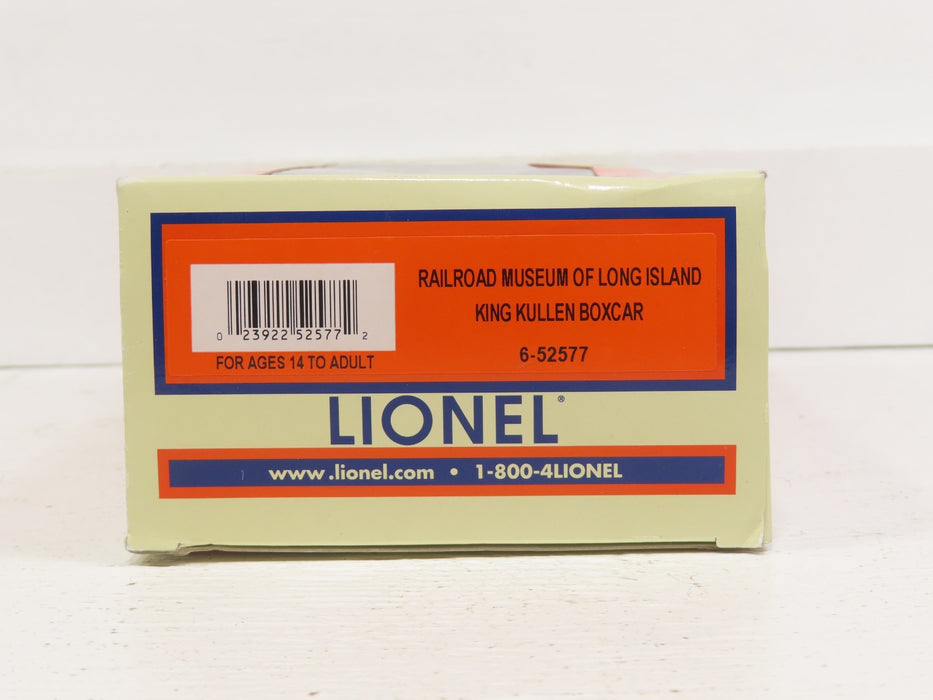 RAILROAD MUSEUM OF LONG ISLAND
KING KULLEN BOXCAR
6-52577
0 23922 52577 2
FOR AGES 14 TO ADULT
LIONEL®
www.lionel.com • 1-800-4LIONEL